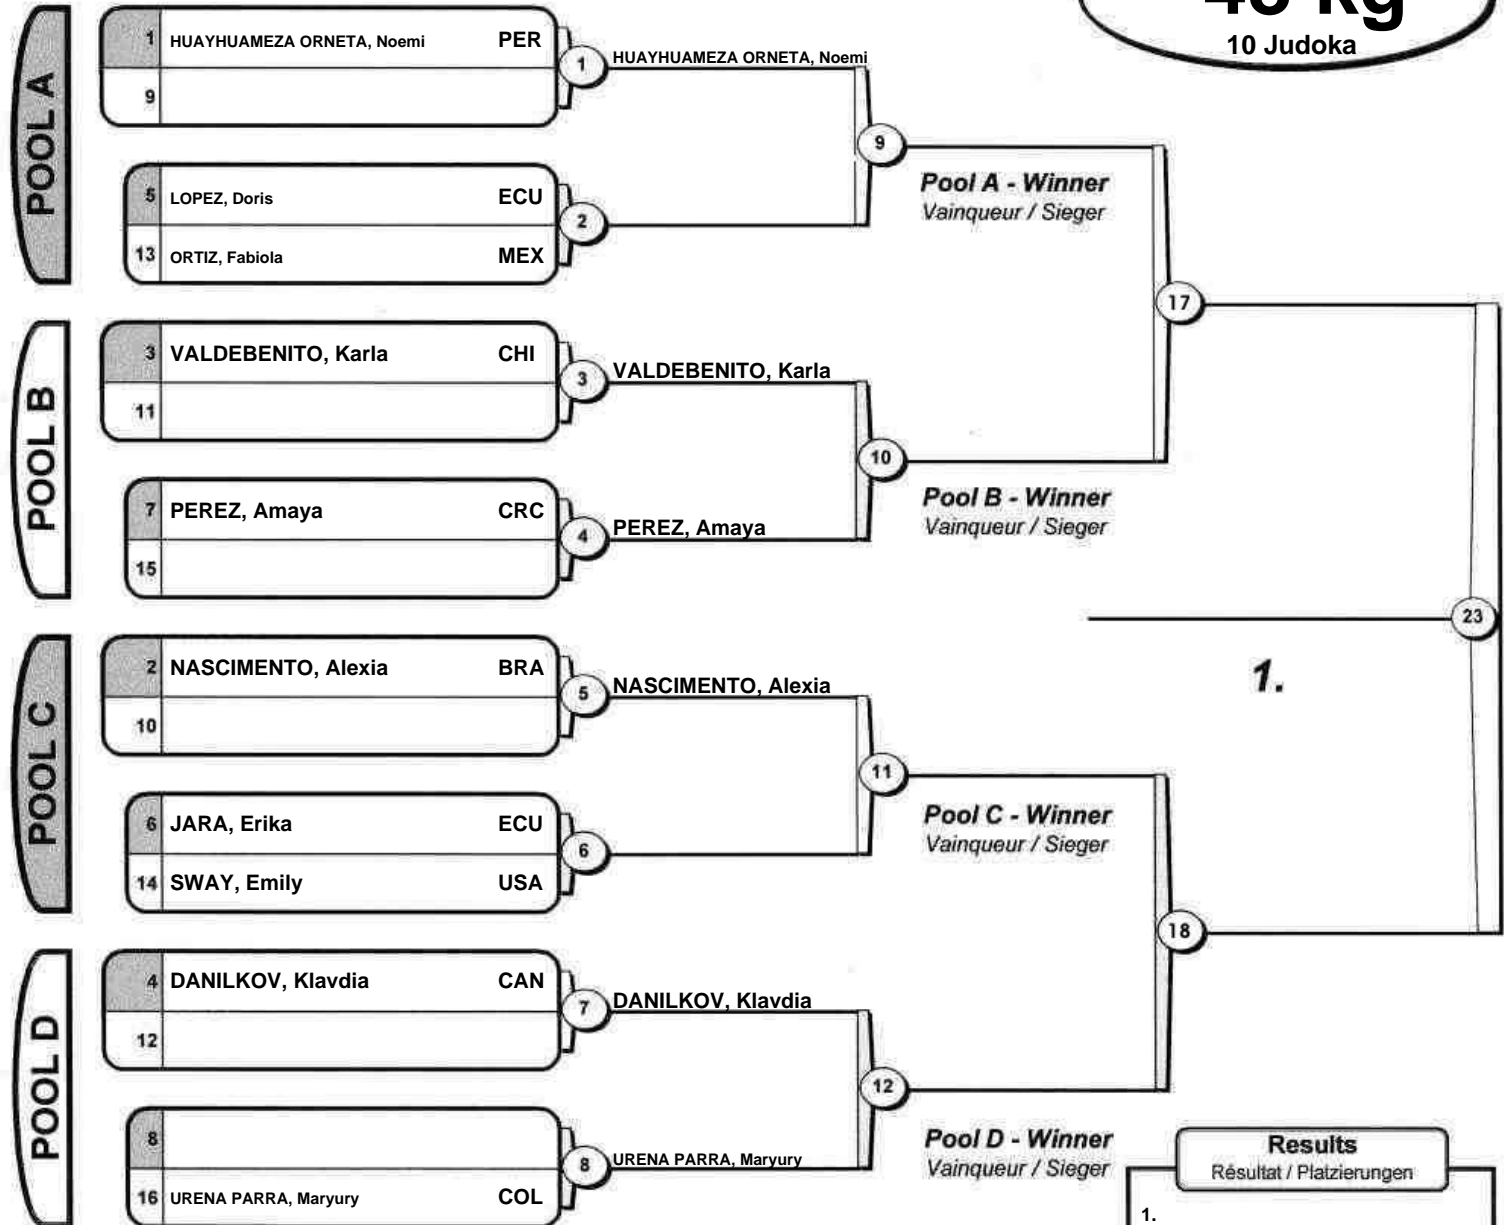 48 kg
10 Judoka
POOL A
1 HUAYHUAMEZA ORNETA, Noemi PER
9
1 HUAYHUAMEZA ORNETA, Noemi
5 LOPEZ, Doris ECU
13 ORTIZ, Fabiola MEX
2
9
Pool A - Winner
Vainqueur / Sieger
17
POOL B
3 VALDEBENITO, Karla CHI
11
3 VALDEBENITO, Karla
7 PEREZ, Amaya CRC
15
4 PEREZ, Amaya
10
Pool B - Winner
Vainqueur / Sieger
23
1.
POOL C
2 NASCIMENTO, Alexia BRA
10
5 NASCIMENTO, Alexia
6 JARA, Erika ECU
14 SWAY, Emily USA
6
11
Pool C - Winner
Vainqueur / Sieger
18
POOL D
4 DANILKOV, Klavdia CAN
12
7 DANILKOV, Klavdia
8
16 URENA PARRA, Maryury COL
8 URENA PARRA, Maryury
12
Pool D - Winner
Vainqueur / Sieger
Results
Résultat / Platzierungen
1.